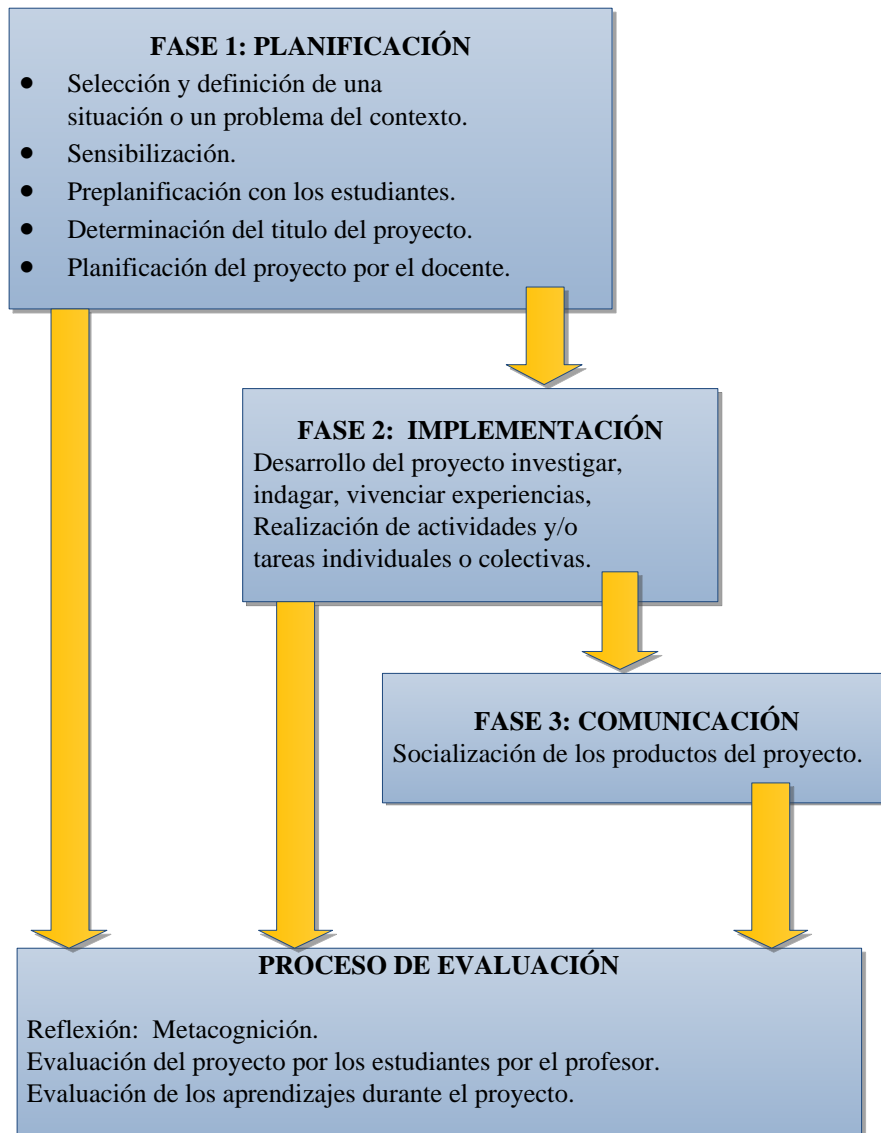 FASE 1: PLANIFICACIÓN
• Selección y definición de una
situación o un problema del contexto.
• Sensibilización.
• Preplanificación con los estudiantes.
• Determinación del titulo del proyecto.
• Planificación del proyecto por el docente.
FASE 2: IMPLEMENTACIÓN
Desarrollo del proyecto investigar,
indagar, vivenciar experiencias,
Realización de actividades y/o
tareas individuales o colectivas.
FASE 3: COMUNICACIÓN
Socialización de los productos del proyecto.
PROCESO DE EVALUACIÓN
Reflexión: Metacognición.
Evaluación del proyecto por los estudiantes por el profesor.
Evaluación de los aprendizajes durante el proyecto.